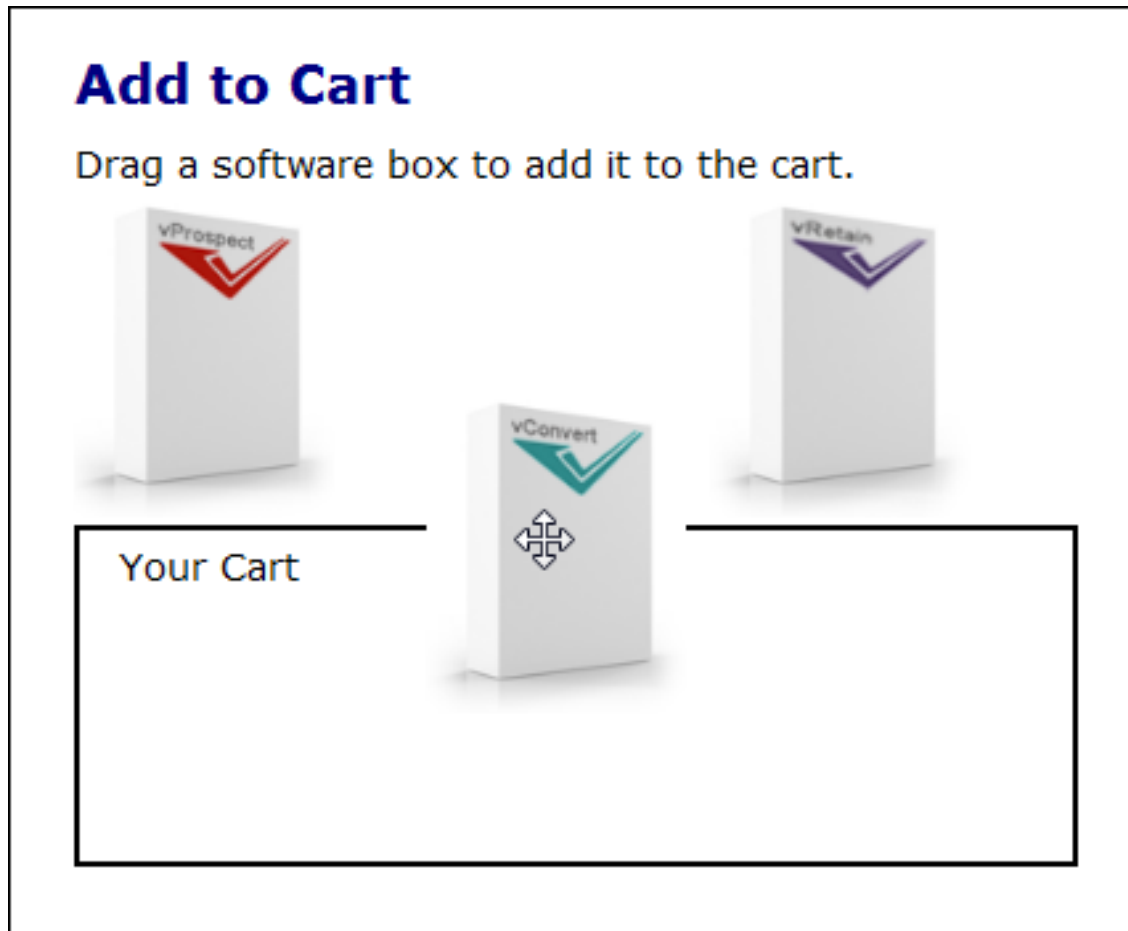 Add to Cart
Drag a software box to add it to the cart.
vProspect
vRetain
vConvert
Your Cart